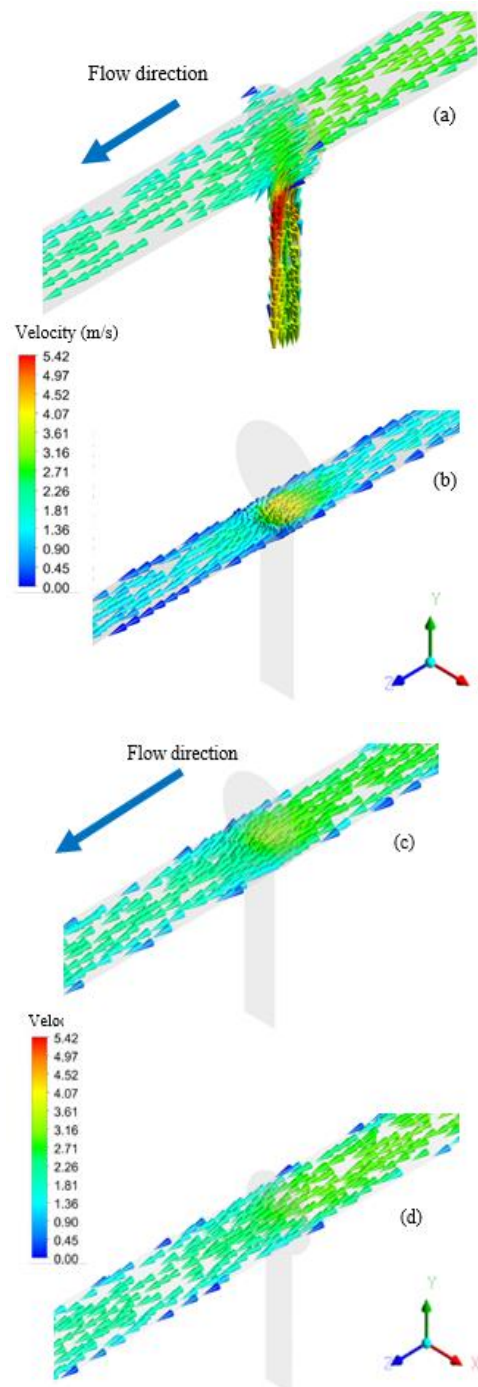 Flow direction
(a)
Velocity (m/s)
5.42
4.97
4.52
4.07
3.61
3.16
2.71
2.26
1.81
1.36
0.90
0.45
0.00
(b)
Y
Z
Flow direction
(c)
Veloc
5.42
4.97
4.52
4.07
3.61
3.16
2.71
2.26
1.81
1.36
0.90
0.45
0.00
(d)
Y
Z
X